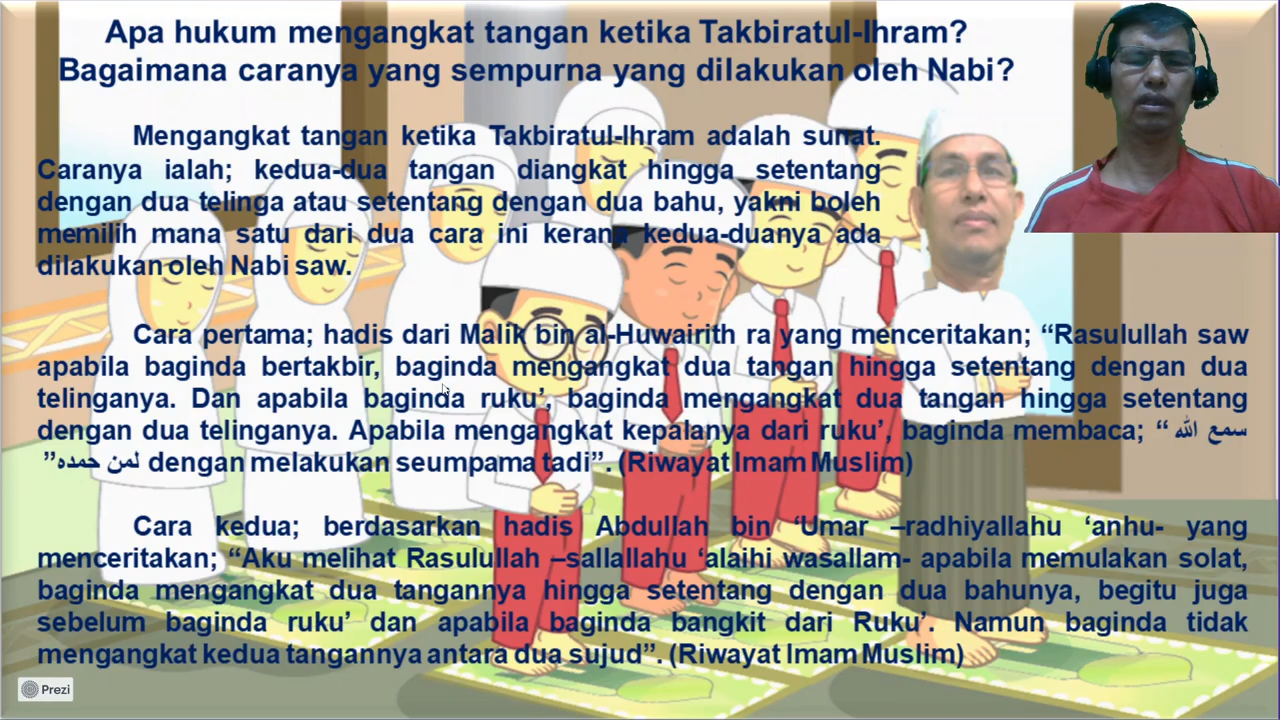 Apa hukum mengangkat tangan ketika Takbiratul-Ihram?
Bagaimana caranya yang sempurna yang dilakukan oleh Nabi?
Mengangkat tangan ketika Takbiratul-Ihram adalah sunat.
Caranya ialah; kedua-dua tangan diangkat hingga setentang
dengan dua telinga atau setentang dengan dua bahu, yakni boleh
memilih mana satu dari dua cara ini kerana kedua-duanya ada
dilakukan oleh Nabi saw.
Cara pertama; hadis dari Malik bin al-Huwairith ra yang menceritakan; “Rasulullah saw
apabila baginda bertakbir, baginda mengangkat dua tangan hingga setentang dengan dua
telinganya. Dan apabila baginda ruku’, baginda mengangkat dua tangan hingga setentang
dengan dua telinganya. Apabila mengangkat kepalanya dari ruku’, baginda membaca; “ سمع الله
لمن حمده” dengan melakukan seumpama tadi”. (Riwayat Imam Muslim)
Cara kedua; berdasarkan hadis Abdullah bin ‘Umar –radhiyallahu ‘anhu- yang
menceritakan; “Aku melihat Rasulullah –sallallahu ‘alaihi wasallam- apabila memulakan solat,
baginda mengangkat dua tangannya hingga setentang dengan dua bahunya, begitu juga
sebelum baginda ruku’ dan apabila baginda bangkit dari Ruku’. Namun baginda tidak
mengangkat kedua tangannya antara dua sujud”. (Riwayat Imam Muslim)
Prezi